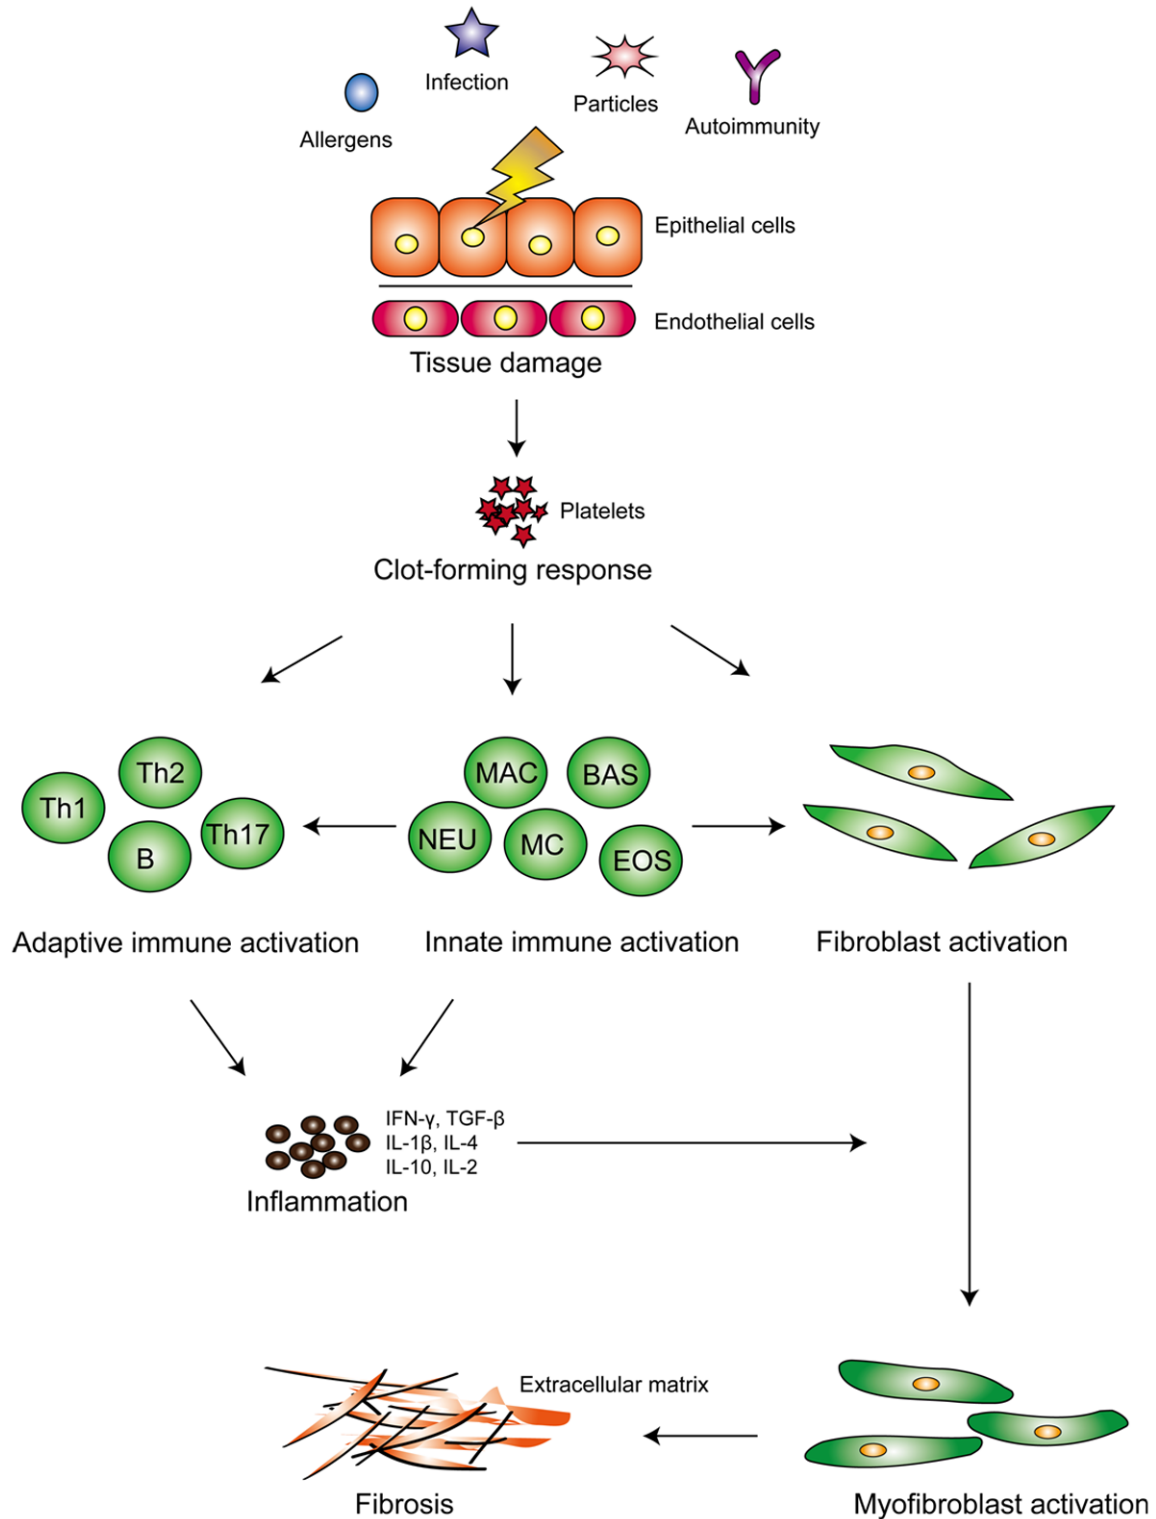 Infection
Particles
Autoimmunity
Allergens
Epithelial cells
Endothelial cells
Tissue damage
Platelets
Clot-forming response
Th1
Th2
B
Th17
MAC
BAS
NEU
MC
EOS
Adaptive immune activation
Innate immune activation
Fibroblast activation
IFN-γ, TGF-β
IL-1β, IL-4
IL-10, IL-2
Inflammation
Extracellular matrix
Fibrosis
Myofibroblast activation